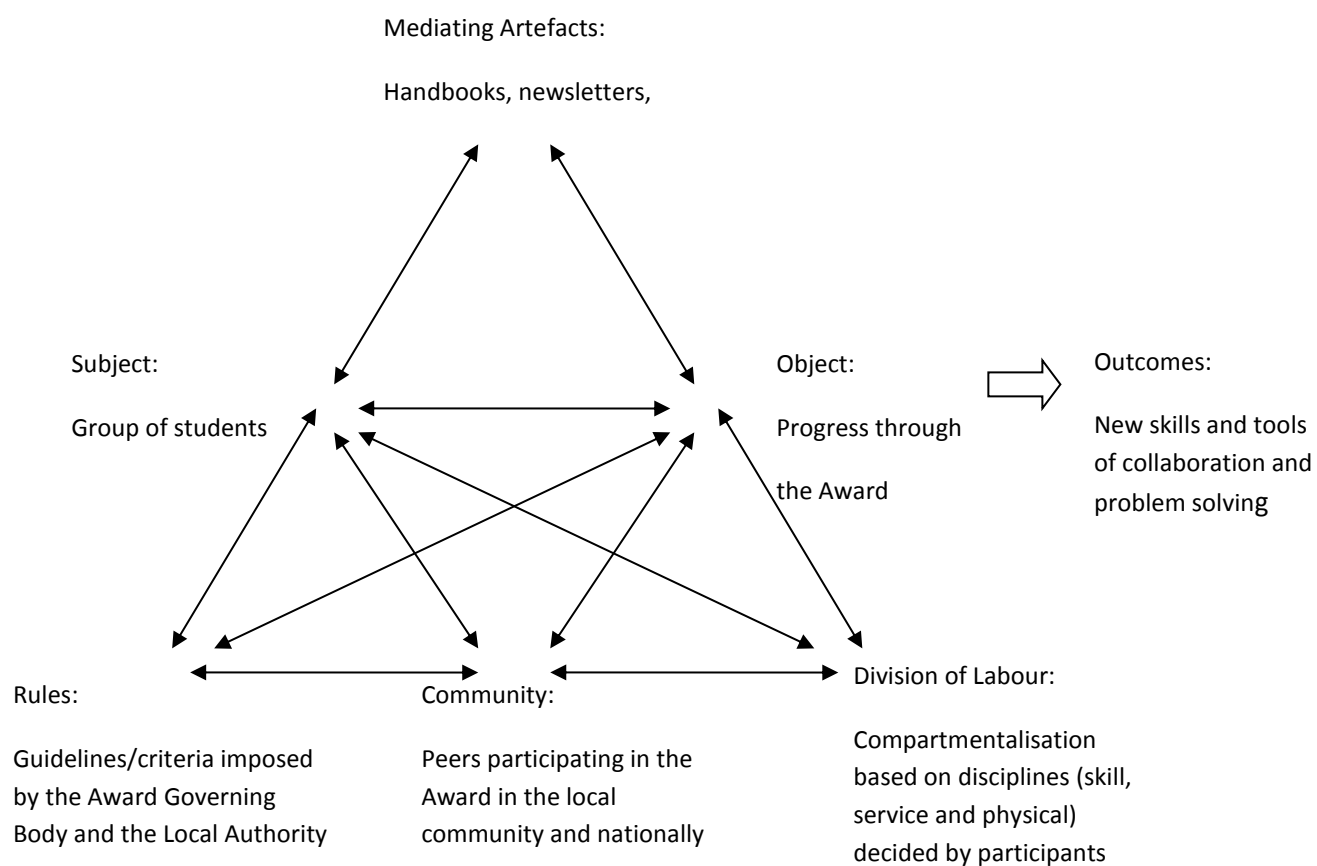 Mediating Artefacts:
Handbooks, newsletters,
Subject:
Group of students
Object:
Progress through
the Award
Outcomes:
New skills and tools
of collaboration and
problem solving
Rules:
Guidelines/criteria imposed
by the Award Governing
Body and the Local Authority
Community:
Peers participating in the
Award in the local
community and nationally
Division of Labour:
Compartmentalisation
based on disciplines (skill,
service and physical)
decided by participants